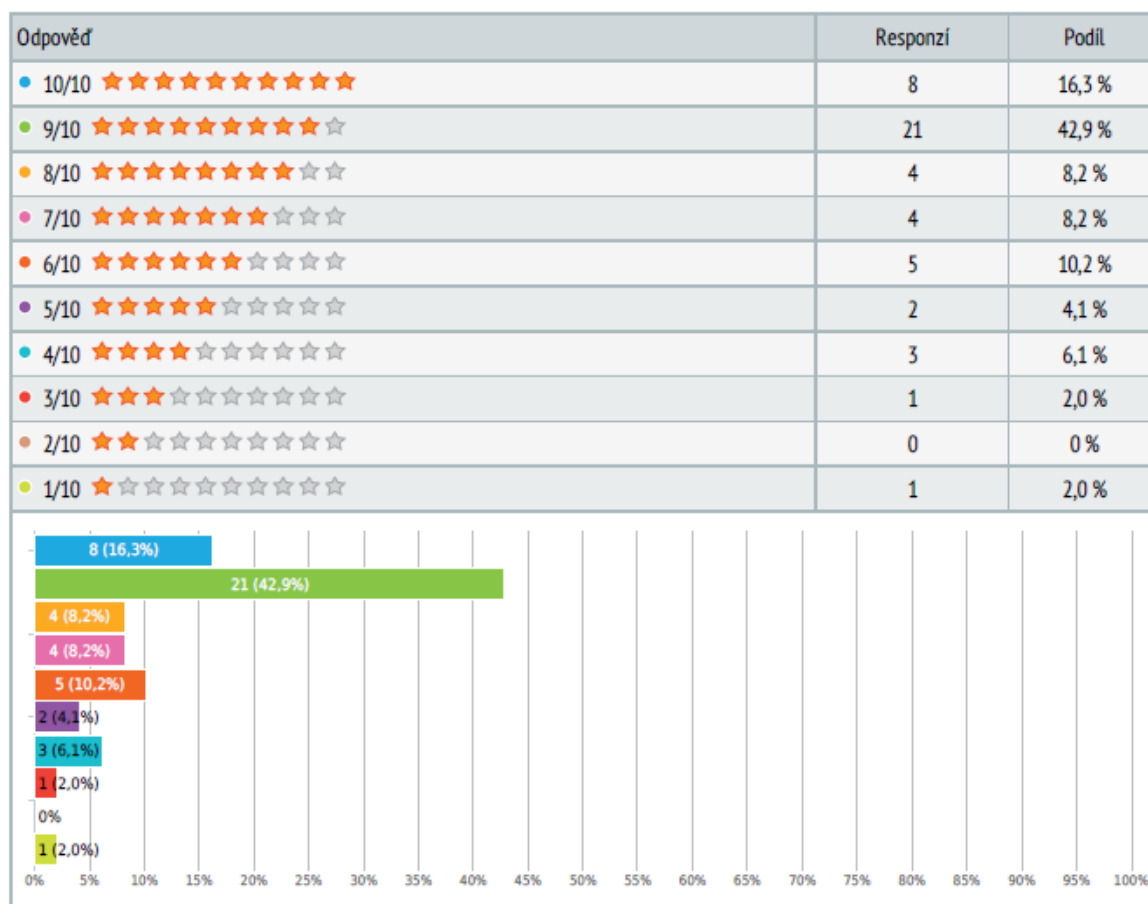 Odpověď Responzí Podíl
10/10 8 16,3 %
9/10 21 42,9 %
8/10 4 8,2 %
7/10 4 8,2 %
6/10 5 10,2 %
5/10 2 4,1 %
4/10 3 6,1 %
3/10 1 2,0 %
2/10 0 0 %
1/10 1 2,0 %
8 (16,3%)
21 (42,9%)
4 (8,2%)
4 (8,2%)
5 (10,2%)
2 (4,1%)
3 (6,1%)
1 (2,0%)
0%
1 (2,0%)
0% 5% 10% 15% 20% 25% 30% 35% 40% 45% 50% 55% 60% 65% 70% 75% 80% 85% 90% 95% 100%